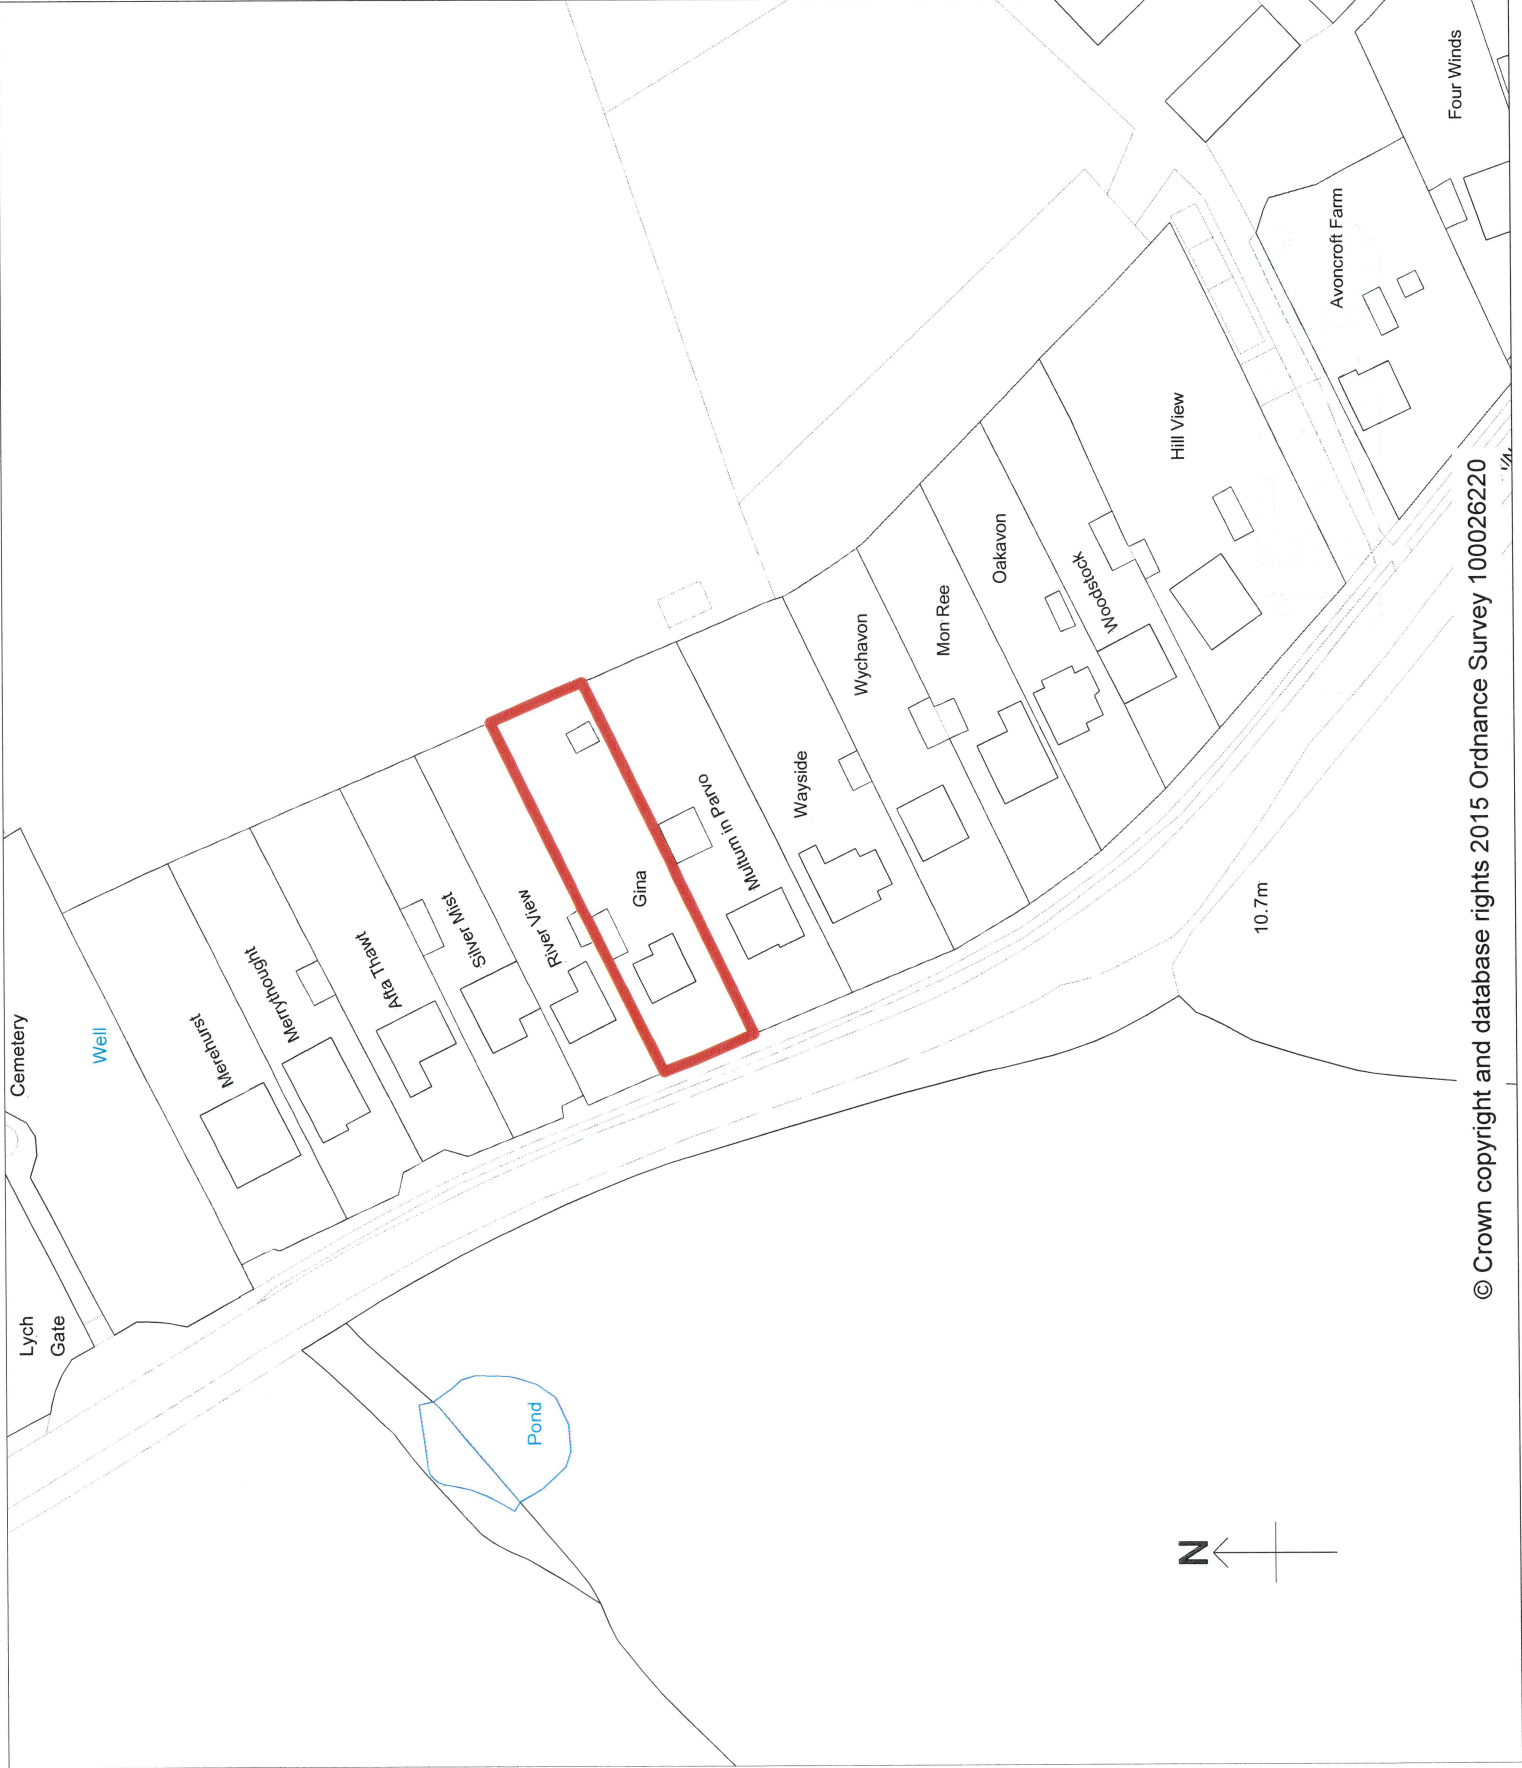 Cemetery
Well
Lych
Gate
Merehurst
Merrythought
Afta Thawt
Silver Mist
River View
Gina
Multum in Parvo
Wayside
Wychavon
Mon Ree
Oakavon
Woodstock
Hill View
Avoncroft Farm
Four Winds
Pond
10.7m
N
© Crown copyright and database rights 2015 Ordnance Survey 100026220